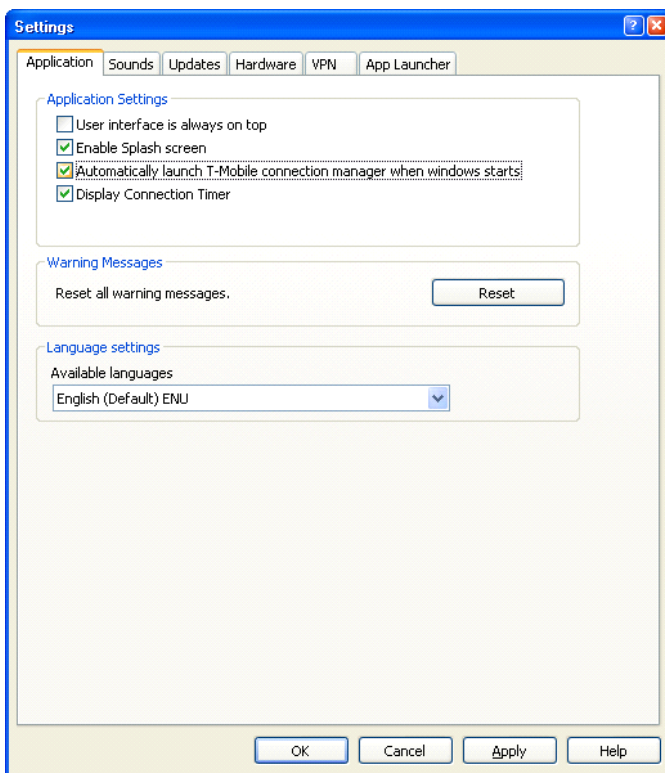 Settings
Application Sounds Updates Hardware VPN App Launcher
Application Settings
User interface is always on top
Enable Splash screen
Automatically launch T-Mobile connection manager when windows starts
Display Connection Timer
Warning Messages
Reset all warning messages. Reset
Language settings
Available languages
English (Default) ENU
OK Cancel Apply Help